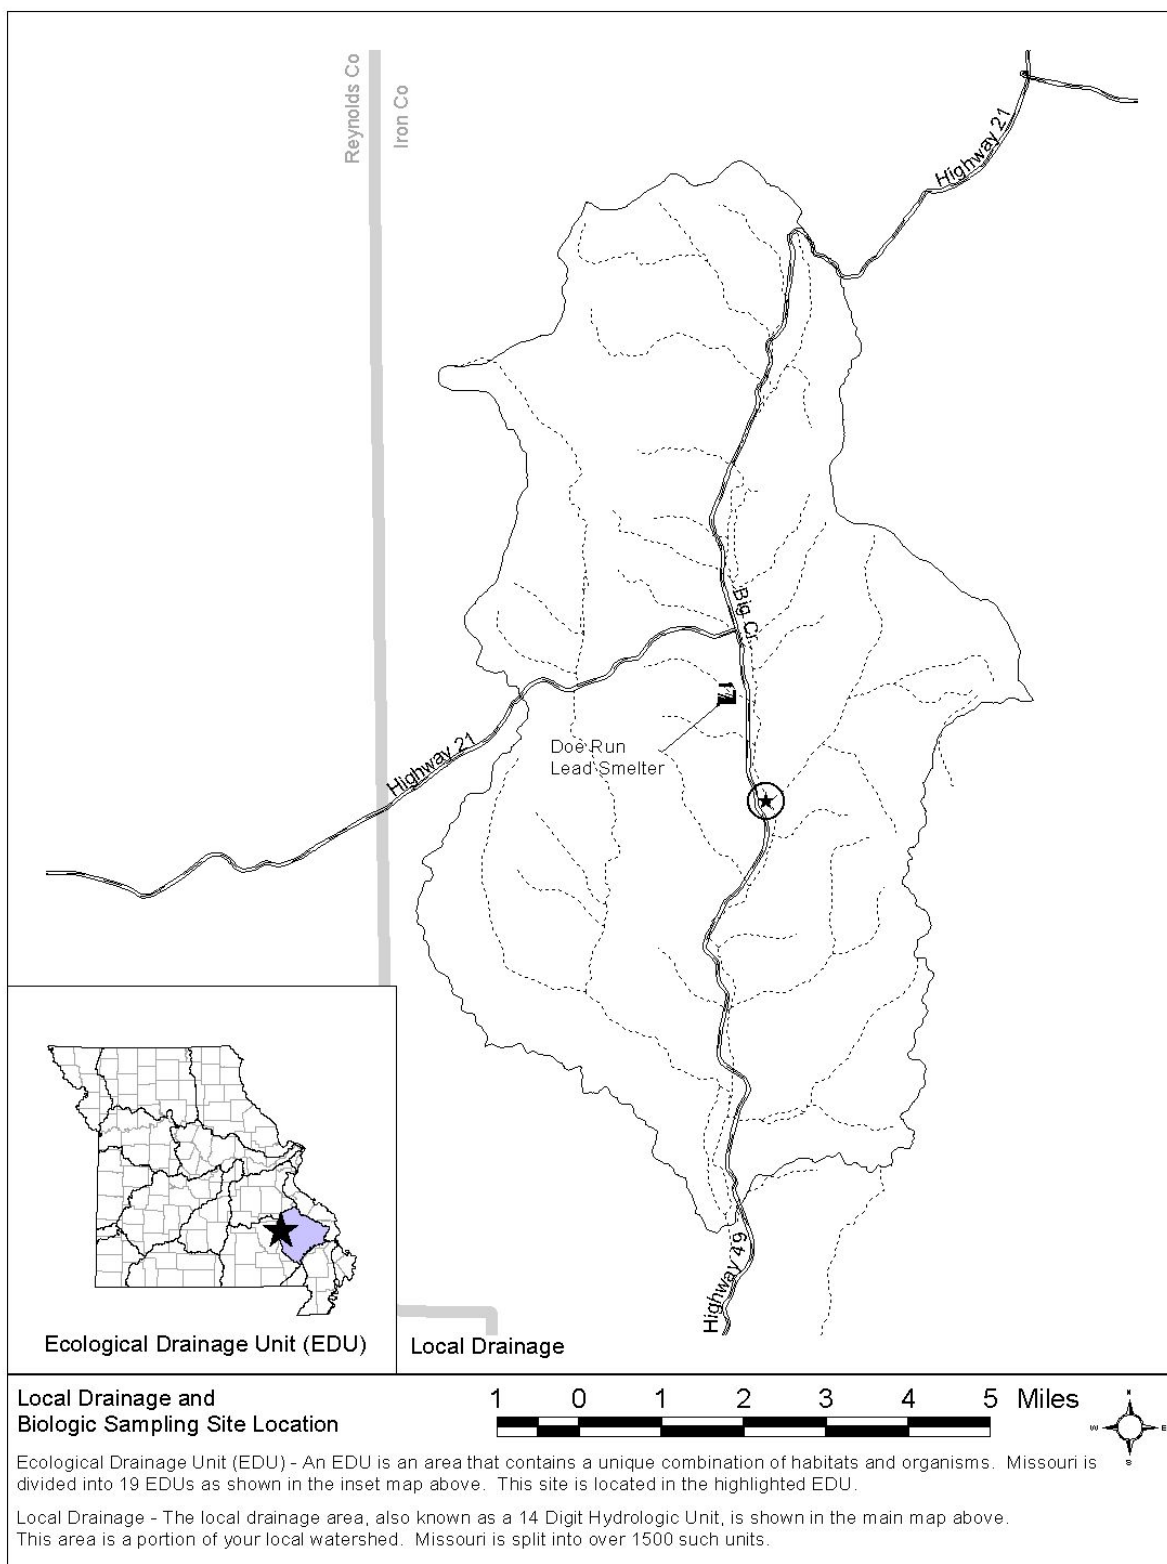 Reynolds Co
Iron Co
Highway 21
Big Cr.
Doe Run
Lead Smelter
Highway 21
Highway 49
Ecological Drainage Unit (EDU)
Local Drainage
Local Drainage and
Biologic Sampling Site Location
1 0 1 2 3 4 5 Miles
N
W E
S
Ecological Drainage Unit (EDU) - An EDU is an area that contains a unique combination of habitats and organisms. Missouri is
divided into 19 EDUs as shown in the inset map above. This site is located in the highlighted EDU.
Local Drainage - The local drainage area, also known as a 14 Digit Hydrologic Unit, is shown in the main map above.
This area is a portion of your local watershed. Missouri is split into over 1500 such units.